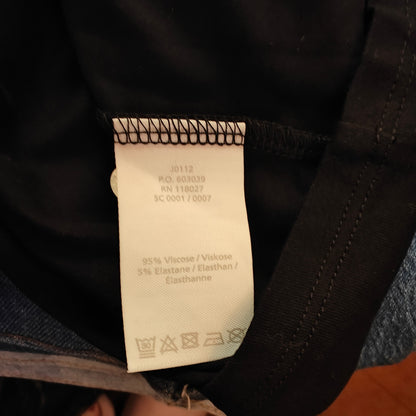 J0112
P.O. 603029
RN 118027
SC 0001 / 0007
95% Viscose / Viskose
5% Elastane / Elasthan /
Élasthanne